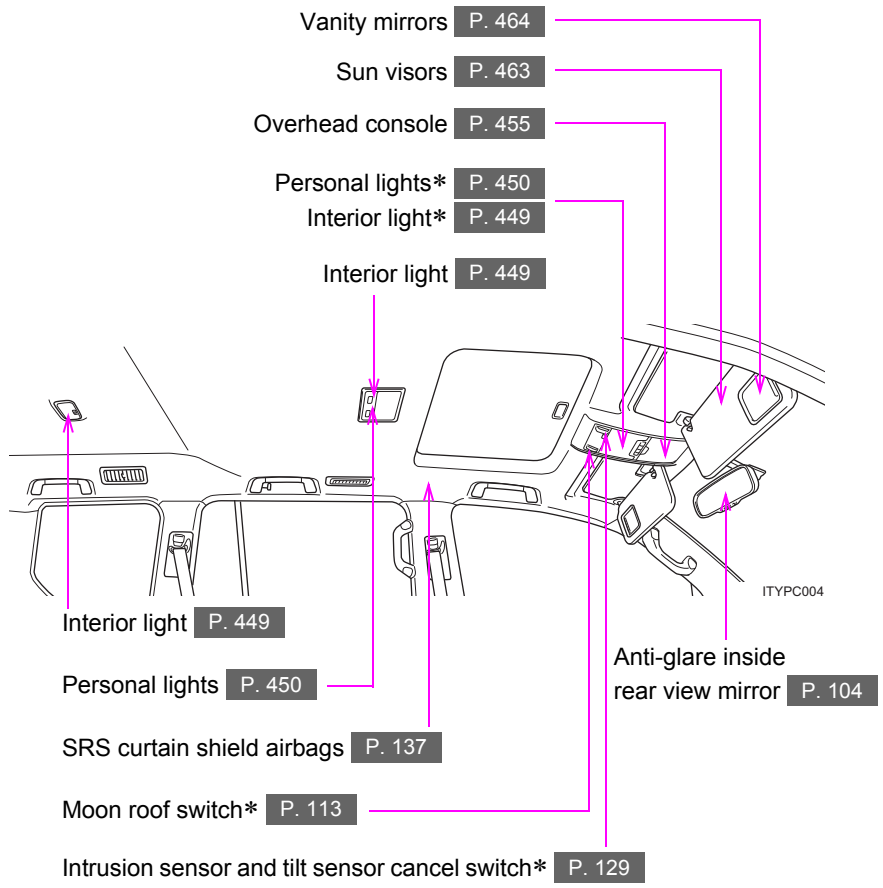 Vanity mirrors P. 464
Sun visors P. 463
Overhead console P. 455
Personal lights* P. 450
Interior light* P. 449
Interior light P. 449
ITYPC004
Interior light P. 449
Anti-glare inside
rear view mirror P. 104
Personal lights P. 450
SRS curtain shield airbags P. 137
Moon roof switch* P. 113
Intrusion sensor and tilt sensor cancel switch* P. 129